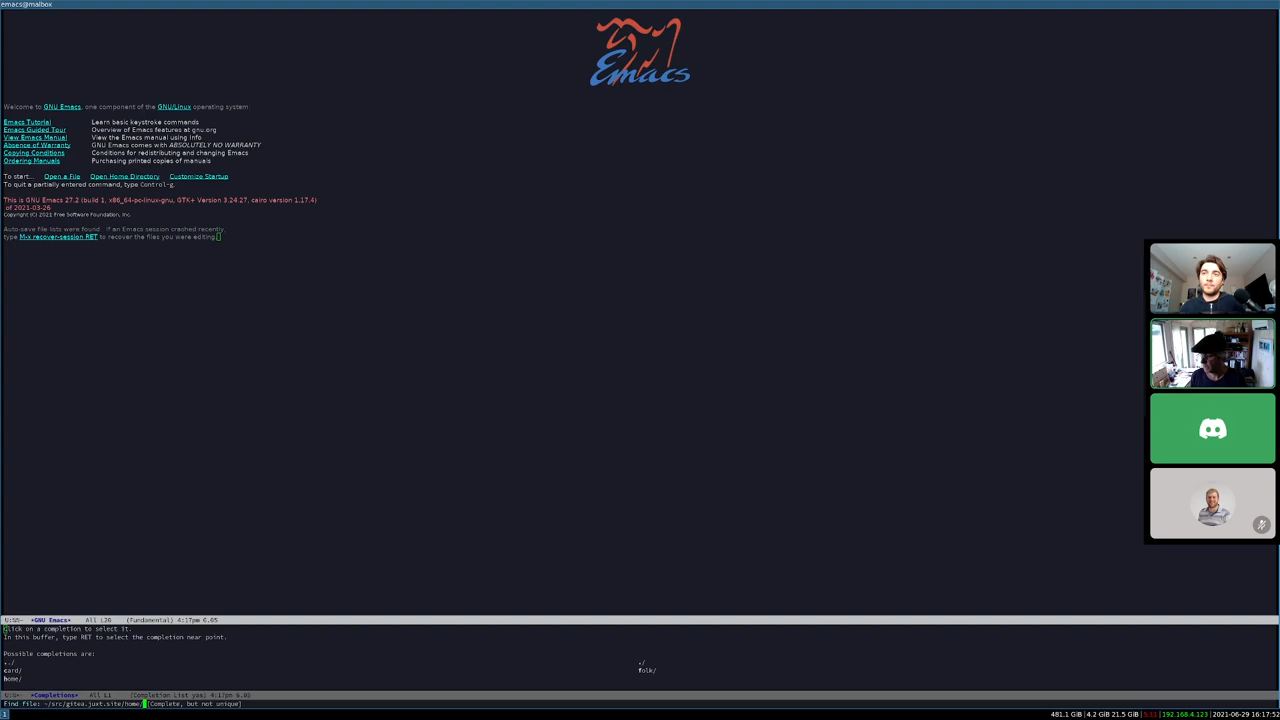 emacs@malbox
Emacs
Welcome to GNU Emacs, one component of the GNU/Linux operating system.
Emacs Tutorial Learn basic keystroke commands
Emacs Guided Tour Overview of Emacs features at gnu.org
View Emacs Manual View the Emacs manual using Info
Absence of Warranty GNU Emacs comes with ABSOLUTELY NO WARRANTY
Copying Conditions Conditions for redistributing and changing Emacs
Ordering Manuals Purchasing printed copies of manuals
To start... Open a File Open Home Directory Customize Startup
To quit a partially entered command, type Control-g.
This is GNU Emacs 27.2 (build 1, x86_64-pc-linux-gnu, GTK+ Version 3.24.27, cairo version 1.17.4)
of 2021-03-26
Copyright (C) 2021 Free Software Foundation, Inc.
Auto-save file lists were found. If an Emacs session crashed recently,
type M-x recover-session RET to recover the files you were editing.
U:%%- *GNU Emacs* All L20 (Fundamental) 4:17pm 0.05
Click on a completion to select it.
In this buffer, type RET to select the completion near point.
Possible completions are:
../ ./
card/ folk/
home/
U:%%- *Completions* All L1 (Completion List yas) 4:17pm 0.05
Find file: ~/src/gitea.juxt.site/home/ [Complete, but not unique]
1 481.1 GiB | 4.2 GiB 21.5 GiB | | 192.168.4.123 | 2021-06-29 16:17:52